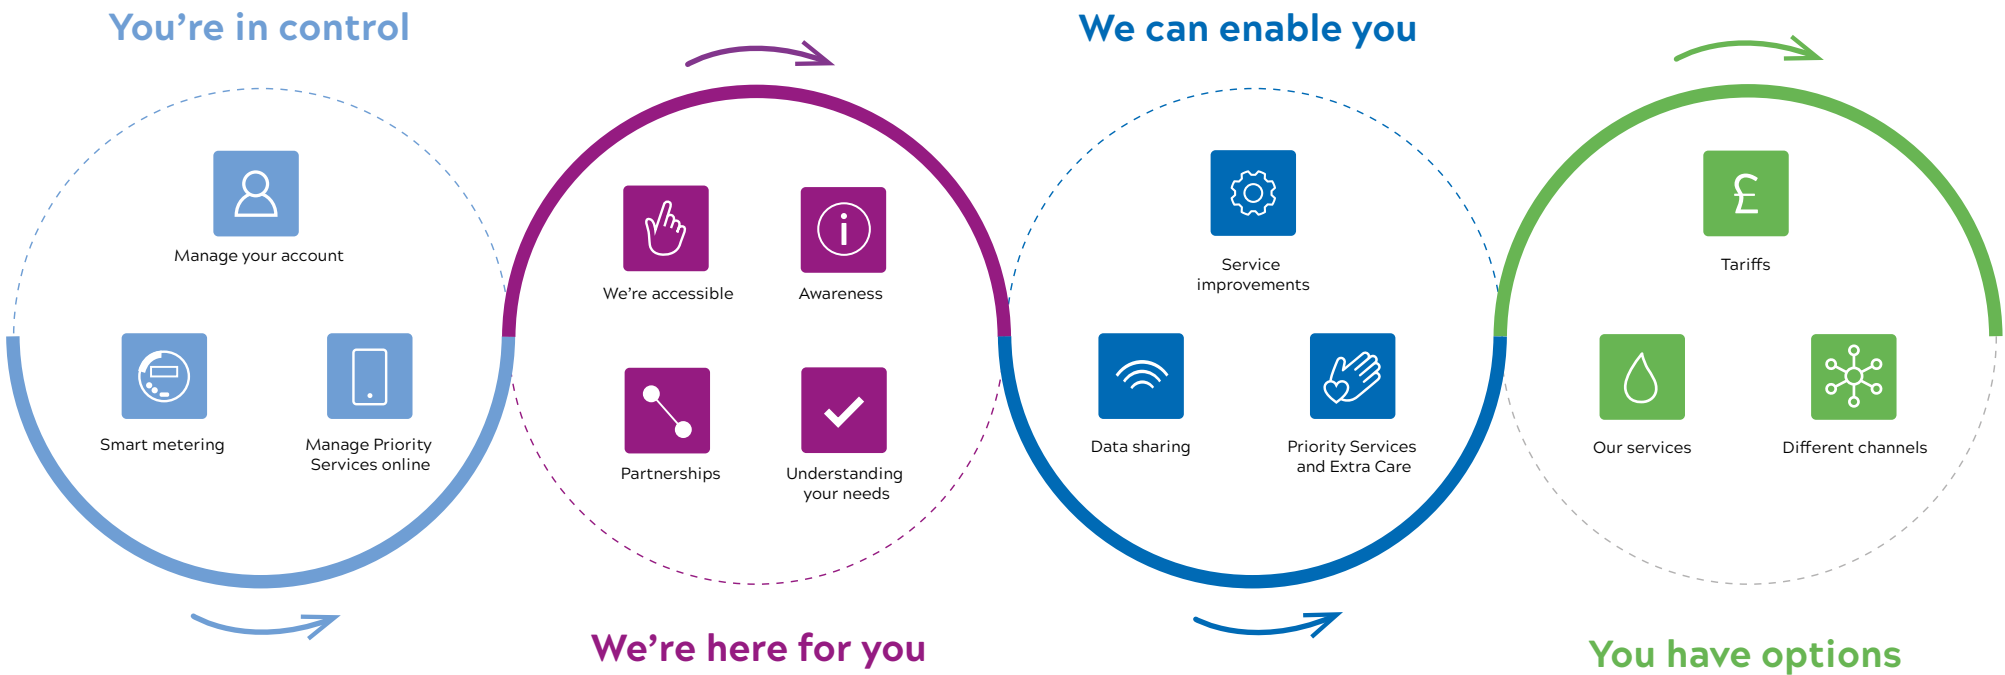 You're in control
Manage your account
Smart metering
Manage Priority
Services online
We're here for you
We're accessible
Awareness
Partnerships
Understanding
your needs
We can enable you
Service
improvements
Data sharing
Priority Services
and Extra Care
You have options
£
Tariffs
Our services
Different channels